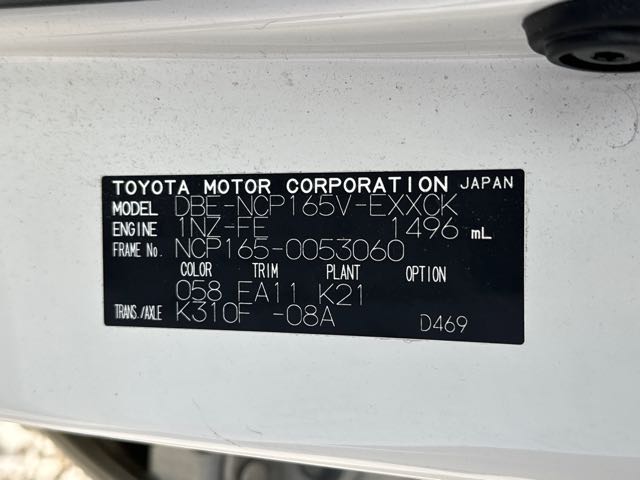 TOYOTA MOTOR CORPORATION JAPAN
MODEL DBE-NCP165V-EXXCK
ENGINE 1NZ-FE 1496 mL
FRAME No. NCP165-0053060
COLOR TRIM PLANT OPTION
058 FA11 K21
TRANS./AXLE K310F -08A
D469